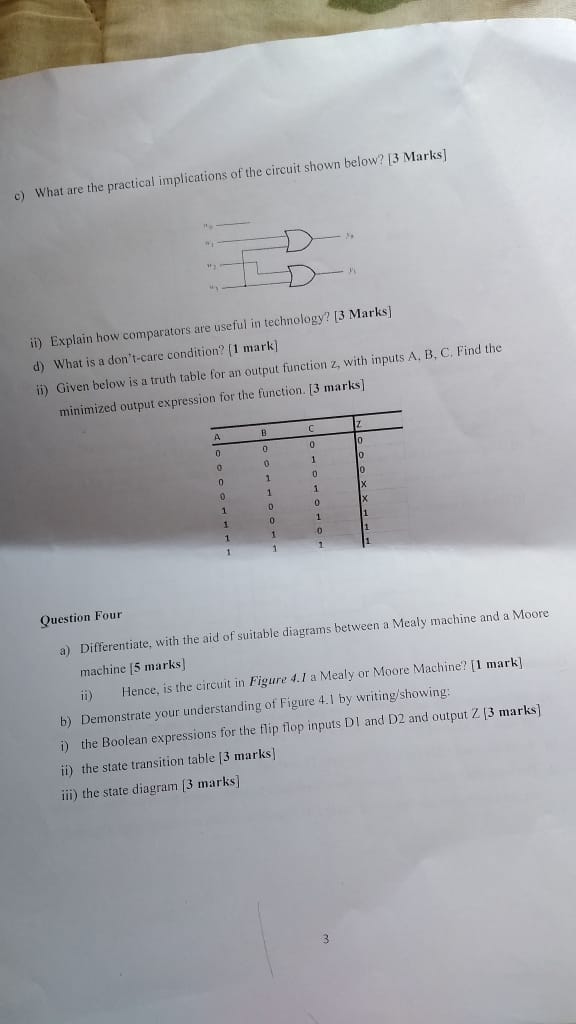 c) What are the practical implications of the circuit shown below? [3 Marks]
w0
w1
y0
w2
y1
w3
ii) Explain how comparators are useful in technology? [3 Marks]
d) What is a don't-care condition? [1 mark]
ii) Given below is a truth table for an output function z, with inputs A, B, C. Find the
minimized output expression for the function. [3 marks]
A B C Z
0 0 0 0
0 0 1 0
0 1 0 0
0 1 1 X
1 0 0 X
1 0 1 1
1 1 0 1
1 1 1 1
Question Four
a) Differentiate, with the aid of suitable diagrams between a Mealy machine and a Moore
machine [5 marks]
ii) Hence, is the circuit in Figure 4.1 a Mealy or Moore Machine? [1 mark]
b) Demonstrate your understanding of Figure 4.1 by writing/showing:
i) the Boolean expressions for the flip flop inputs D1 and D2 and output Z [3 marks]
ii) the state transition table [3 marks]
iii) the state diagram [3 marks]
3